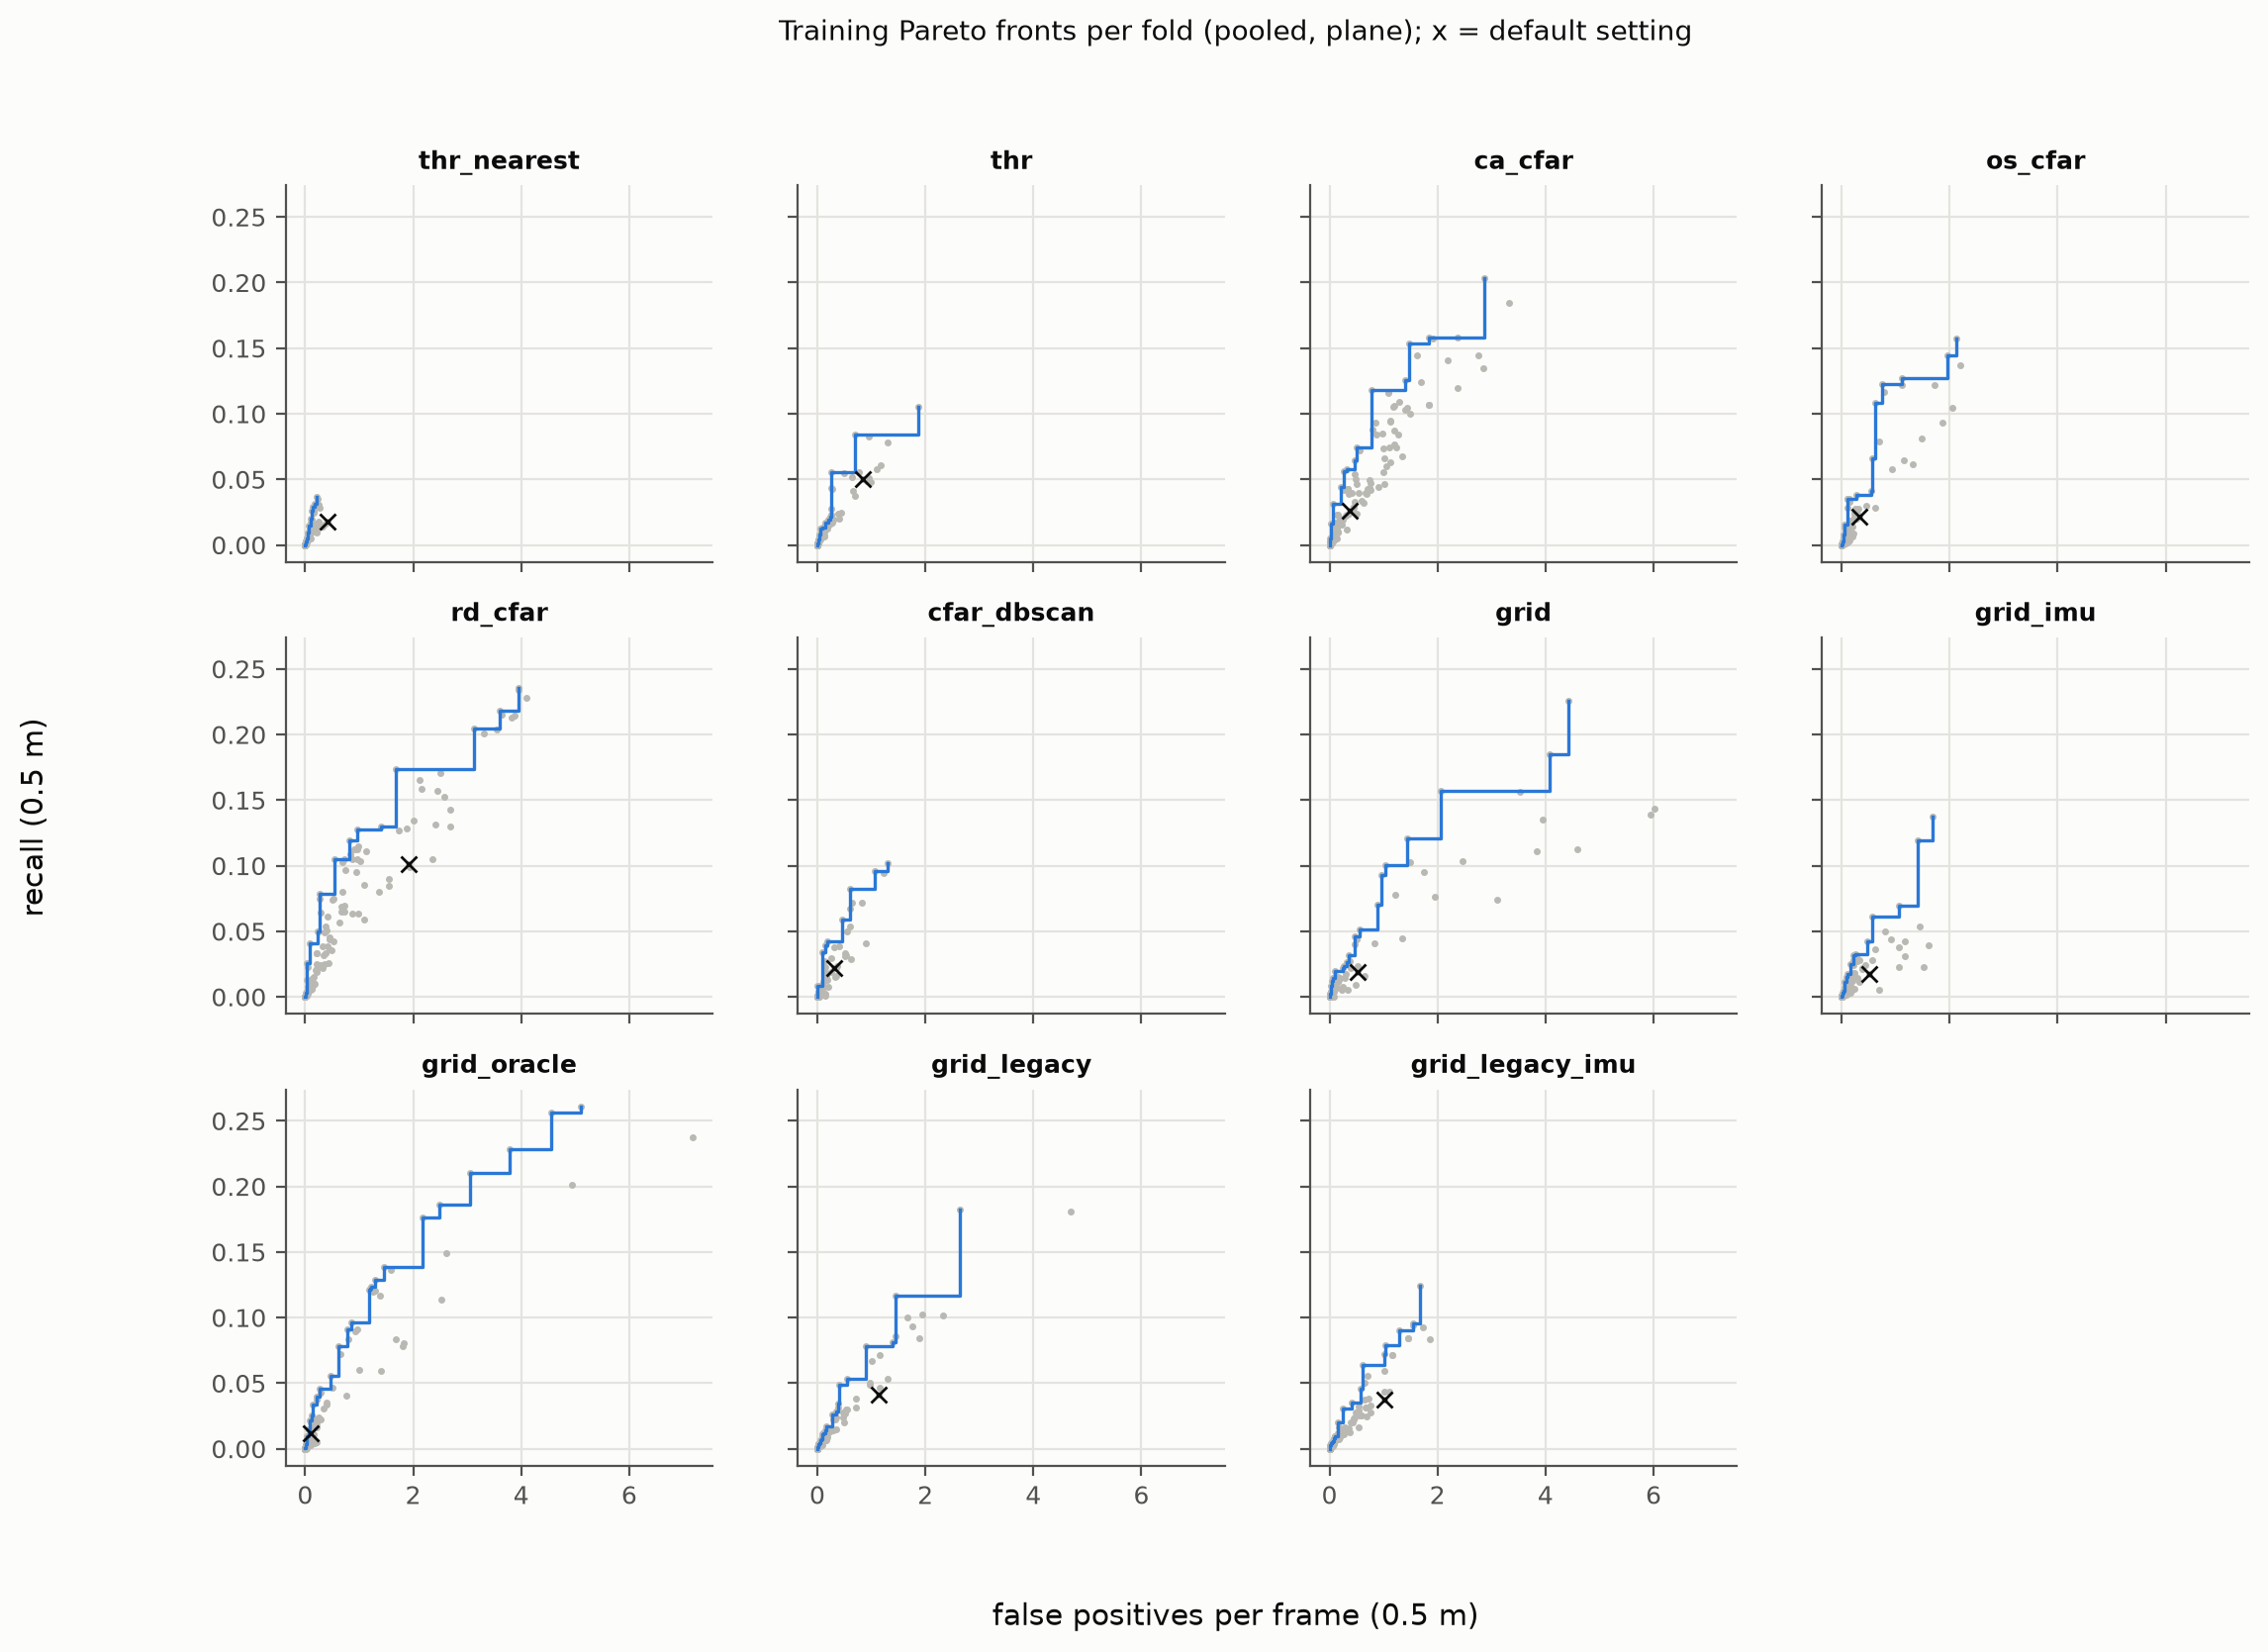 Training Pareto fronts per fold (pooled, plane); x = default setting
thr_nearest
thr
ca_cfar
os_cfar
0.25
0.20
0.15
0.10
0.05
0.00
rd_cfar
cfar_dbscan
grid
grid_imu
0.25
0.20
0.15
0.10
0.05
0.00
recall (0.5 m)
grid_oracle
grid_legacy
grid_legacy_imu
0.25
0.20
0.15
0.10
0.05
0.00
0 2 4 6
0 2 4 6
0 2 4 6
false positives per frame (0.5 m)